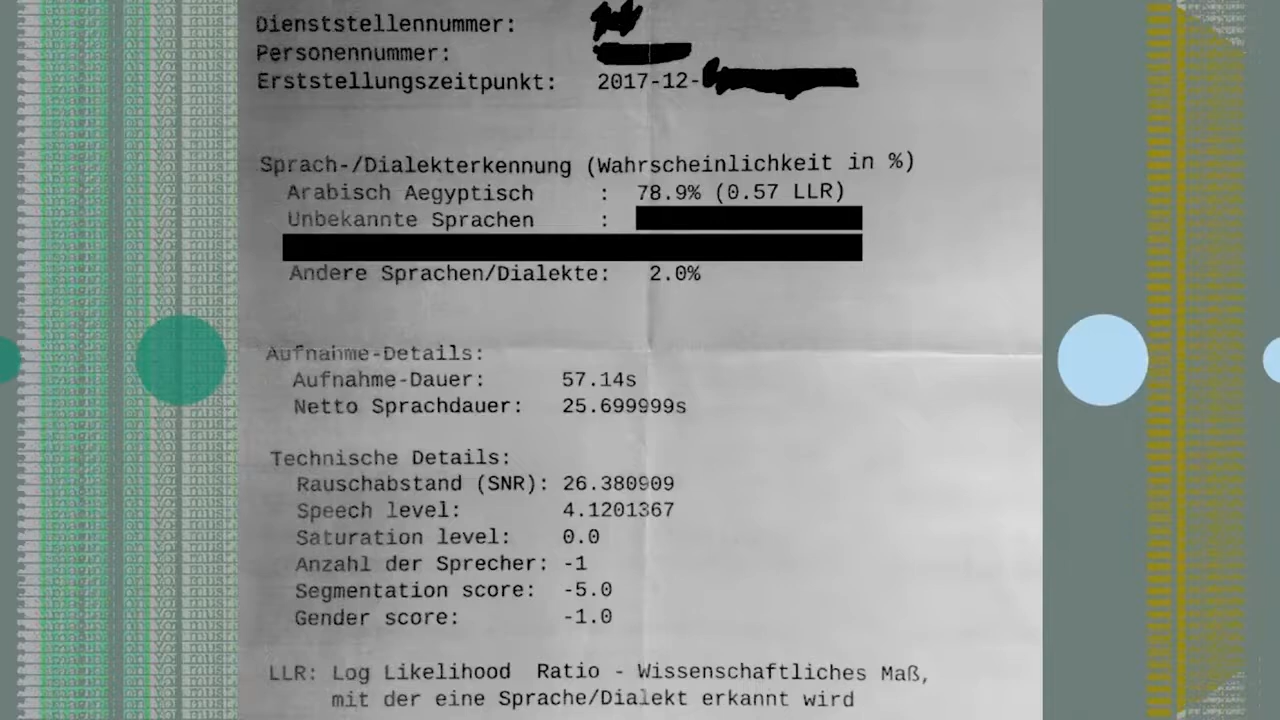 Dienststellennummer:
Personennummer:
Erststellungszeitpunkt: 2017-12-
Sprach-/Dialekterkennung (Wahrscheinlichkeit in %)
Arabisch Aegyptisch : 78.9% (0.57 LLR)
Unbekannte Sprachen :
Andere Sprachen/Dialekte: 2.0%
Aufnahme-Details:
Aufnahme-Dauer: 57.14s
Netto Sprachdauer: 25.699999s
Technische Details:
Rauschabstand (SNR): 26.380909
Speech level: 4.1201367
Saturation level: 0.0
Anzahl der Sprecher: -1
Segmentation score: -5.0
Gender score: -1.0
LLR: Log Likelihood Ratio - Wissenschaftliches Maß,
mit der eine Sprache/Dialekt erkannt wird